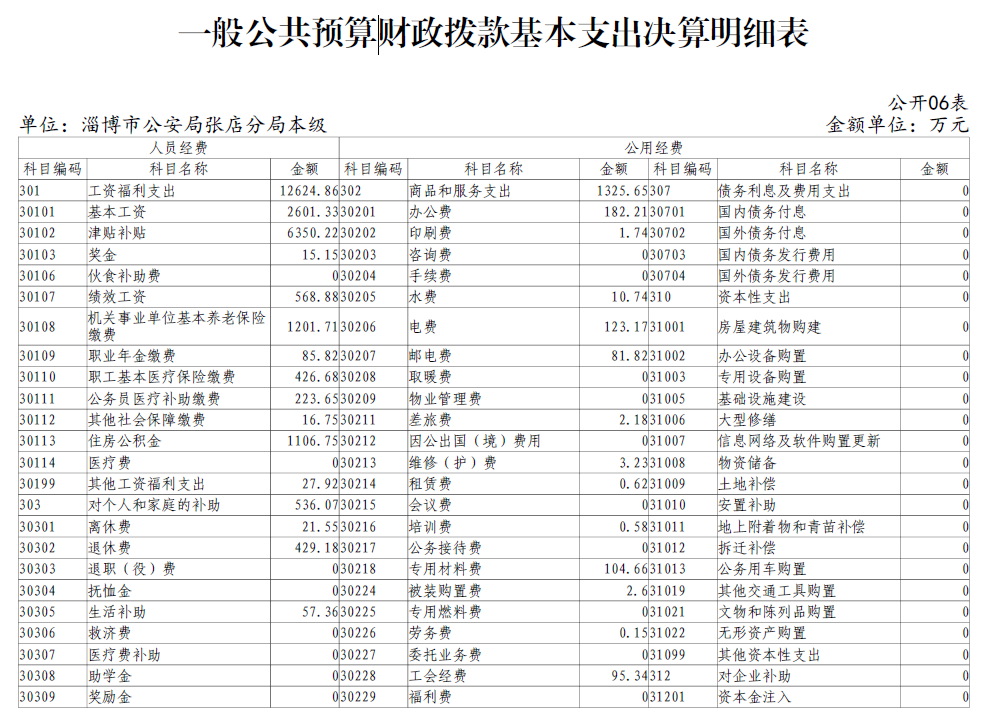 一般公共预算财政拨款基本支出决算明细表
公开06表
单位：淄博市公安局张店分局本级 金额单位：万元
人员经费 公用经费
科目编码 科目名称 金额 科目编码 科目名称 金额 科目编码 科目名称 金额
301 工资福利支出 12624.86 302 商品和服务支出 1325.65 307 债务利息及费用支出 0
30101 基本工资 2601.33 30201 办公费 182.21 30701 国内债务付息 0
30102 津贴补贴 6350.22 30202 印刷费 1.74 30702 国外债务付息 0
30103 奖金 15.15 30203 咨询费 0 30703 国内债务发行费用 0
30106 伙食补助费 0 30204 手续费 0 30704 国外债务发行费用 0
30107 绩效工资 568.88 30205 水费 10.74 310 资本性支出 0
30108 机关事业单位基本养老保险缴费 1201.71 30206 电费 123.17 31001 房屋建筑物购建 0
30109 职业年金缴费 85.82 30207 邮电费 81.82 31002 办公设备购置 0
30110 职工基本医疗保险缴费 426.68 30208 取暖费 0 31003 专用设备购置 0
30111 公务员医疗补助缴费 223.65 30209 物业管理费 0 31005 基础设施建设 0
30112 其他社会保障缴费 16.75 30211 差旅费 2.18 31006 大型修缮 0
30113 住房公积金 1106.75 30212 因公出国（境）费用 0 31007 信息网络及软件购置更新 0
30114 医疗费 0 30213 维修（护）费 3.23 31008 物资储备 0
30199 其他工资福利支出 27.92 30214 租赁费 0.62 31009 土地补偿 0
303 对个人和家庭的补助 536.07 30215 会议费 0 31010 安置补助 0
30301 离休费 21.55 30216 培训费 0.58 31011 地上附着物和青苗补偿 0
30302 退休费 429.18 30217 公务接待费 0 31012 拆迁补偿 0
30303 退职（役）费 0 30218 专用材料费 104.66 31013 公务用车购置 0
30304 抚恤金 0 30224 被装购置费 2.6 31019 其他交通工具购置 0
30305 生活补助 57.36 30225 专用燃料费 0 31021 文物和陈列品购置 0
30306 救济费 0 30226 劳务费 0.15 31022 无形资产购置 0
30307 医疗费补助 0 30227 委托业务费 0 31099 其他资本性支出 0
30308 助学金 0 30228 工会经费 95.34 312 对企业补助 0
30309 奖励金 0 30229 福利费 0 31201 资本金注入 0